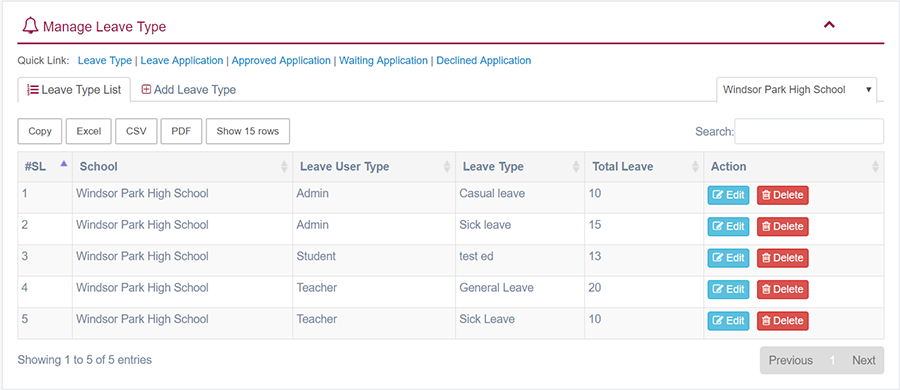 Manage Leave Type
Quick Link: Leave Type | Leave Application | Approved Application | Waiting Application | Declined Application
Leave Type List Add Leave Type Windsor Park High School
Copy Excel CSV PDF Show 15 rows Search:
#SL School Leave User Type Leave Type Total Leave Action
1 Windsor Park High School Admin Casual leave 10 Edit Delete
2 Windsor Park High School Admin Sick leave 15 Edit Delete
3 Windsor Park High School Student test ed 13 Edit Delete
4 Windsor Park High School Teacher General Leave 20 Edit Delete
5 Windsor Park High School Teacher Sick Leave 10 Edit Delete
Showing 1 to 5 of 5 entries Previous 1 Next